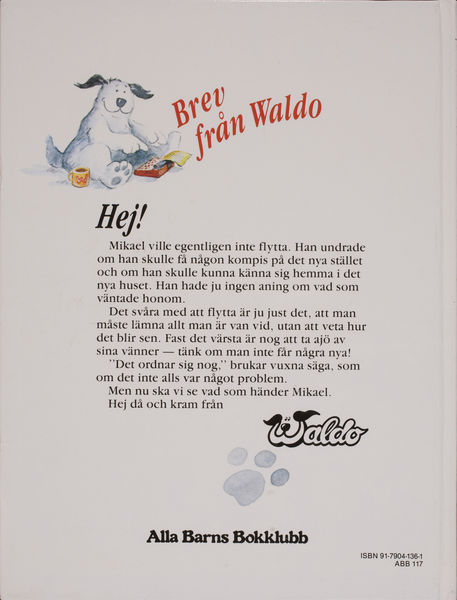 Brev
från Waldo
Hej!
Mikael ville egentligen inte flytta. Han undrade
om han skulle få någon kompis på det nya stället
och om han skulle kunna känna sig hemma i det
nya huset. Han hade ju ingen aning om vad som
väntade honom.
Det svåra med att flytta är ju just det, att man
måste lämna allt man är van vid, utan att veta hur
det blir sen. Fast det värsta är nog att ta ajö av
sina vänner — tänk om man inte får några nya!
"Det ordnar sig nog," brukar vuxna säga, som
om det inte alls var något problem.
Men nu ska vi se vad som händer Mikael.
Hej då och kram från
Waldo
Alla Barns Bokklubb
ISBN 91-7904-136-1
ABB 117